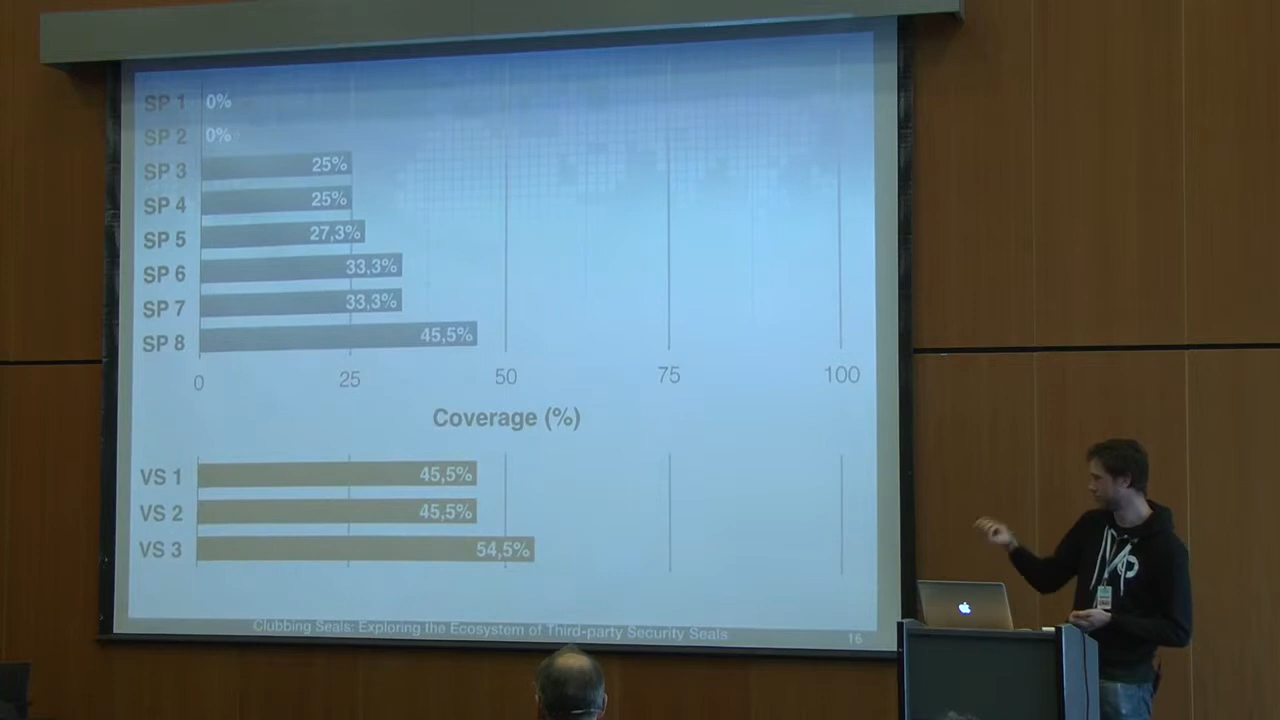 SP 1 0%
SP 2 0%
SP 3 25%
SP 4 25%
SP 5 27,3%
SP 6 33,3%
SP 7 33,3%
SP 8 45,5%
0 25 50 75 100
Coverage (%)
VS 1 45,5%
VS 2 45,5%
VS 3 54,5%
Clubbing Seals: Exploring the Ecosystem of Third-party Security Seals 16